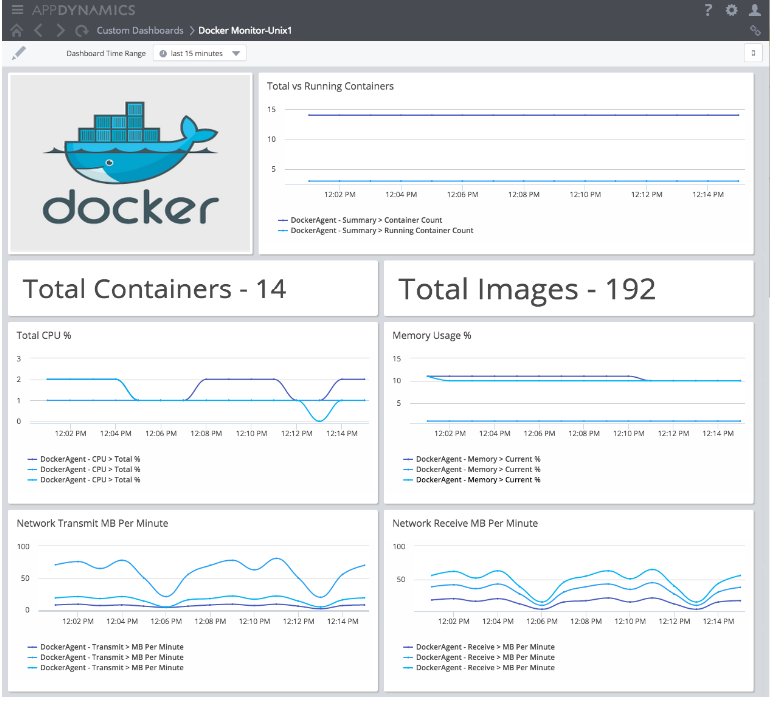 APPDYNAMICS
?
Custom Dashboards > Docker Monitor-Unix1
Dashboard Time Range last 15 minutes
docker
Total vs Running Containers
15
10
5
12:02 PM 12:04 PM 12:06 PM 12:08 PM 12:10 PM 12:12 PM 12:14 PM
DockerAgent - Summary > Container Count
DockerAgent - Summary > Running Container Count
Total Containers - 14
Total Images - 192
Total CPU %
3
2
1
0
12:02 PM 12:04 PM 12:06 PM 12:08 PM 12:10 PM 12:12 PM 12:14 PM
DockerAgent - CPU > Total %
DockerAgent - CPU > Total %
DockerAgent - CPU > Total %
Memory Usage %
15
10
5
12:02 PM 12:04 PM 12:06 PM 12:08 PM 12:10 PM 12:12 PM 12:14 PM
DockerAgent - Memory > Current %
DockerAgent - Memory > Current %
DockerAgent - Memory > Current %
Network Transmit MB Per Minute
100
50
0
12:02 PM 12:04 PM 12:06 PM 12:08 PM 12:10 PM 12:12 PM 12:14 PM
DockerAgent - Transmit > MB Per Minute
DockerAgent - Transmit > MB Per Minute
DockerAgent - Transmit > MB Per Minute
Network Receive MB Per Minute
100
50
12:02 PM 12:04 PM 12:06 PM 12:08 PM 12:10 PM 12:12 PM 12:14 PM
DockerAgent - Receive > MB Per Minute
DockerAgent - Receive > MB Per Minute
DockerAgent - Receive > MB Per Minute